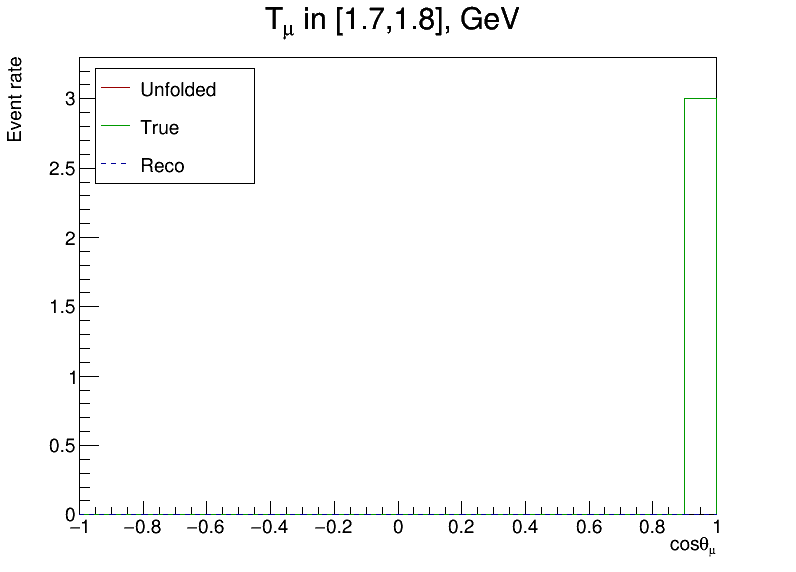 T_μ in [1.7,1.8], GeV
Event rate
Unfolded
True
Reco
3
2.5
2
1.5
1
0.5
0
−1 −0.8 −0.6 −0.4 −0.2 0 0.2 0.4 0.6 0.8 1
cosθ_μ